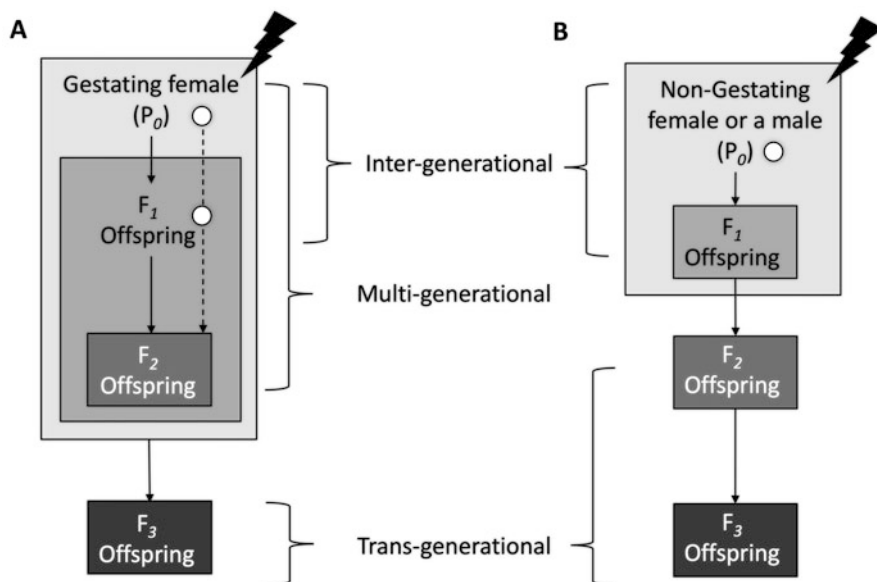 A
Gestating female
(P0)
F1
Offspring
F2
Offspring
F3
Offspring
Inter-generational
Multi-generational
Trans-generational
B
Non-Gestating
female or a male
(P0)
F1
Offspring
F2
Offspring
F3
Offspring